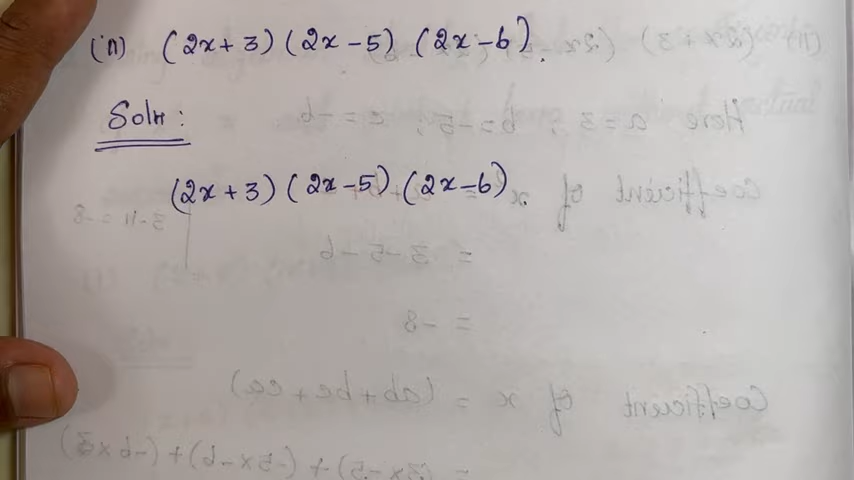 (ii) (2x+3) (2x-5) (2x-6).
Soln:
(2x+3) (2x-5) (2x-6).